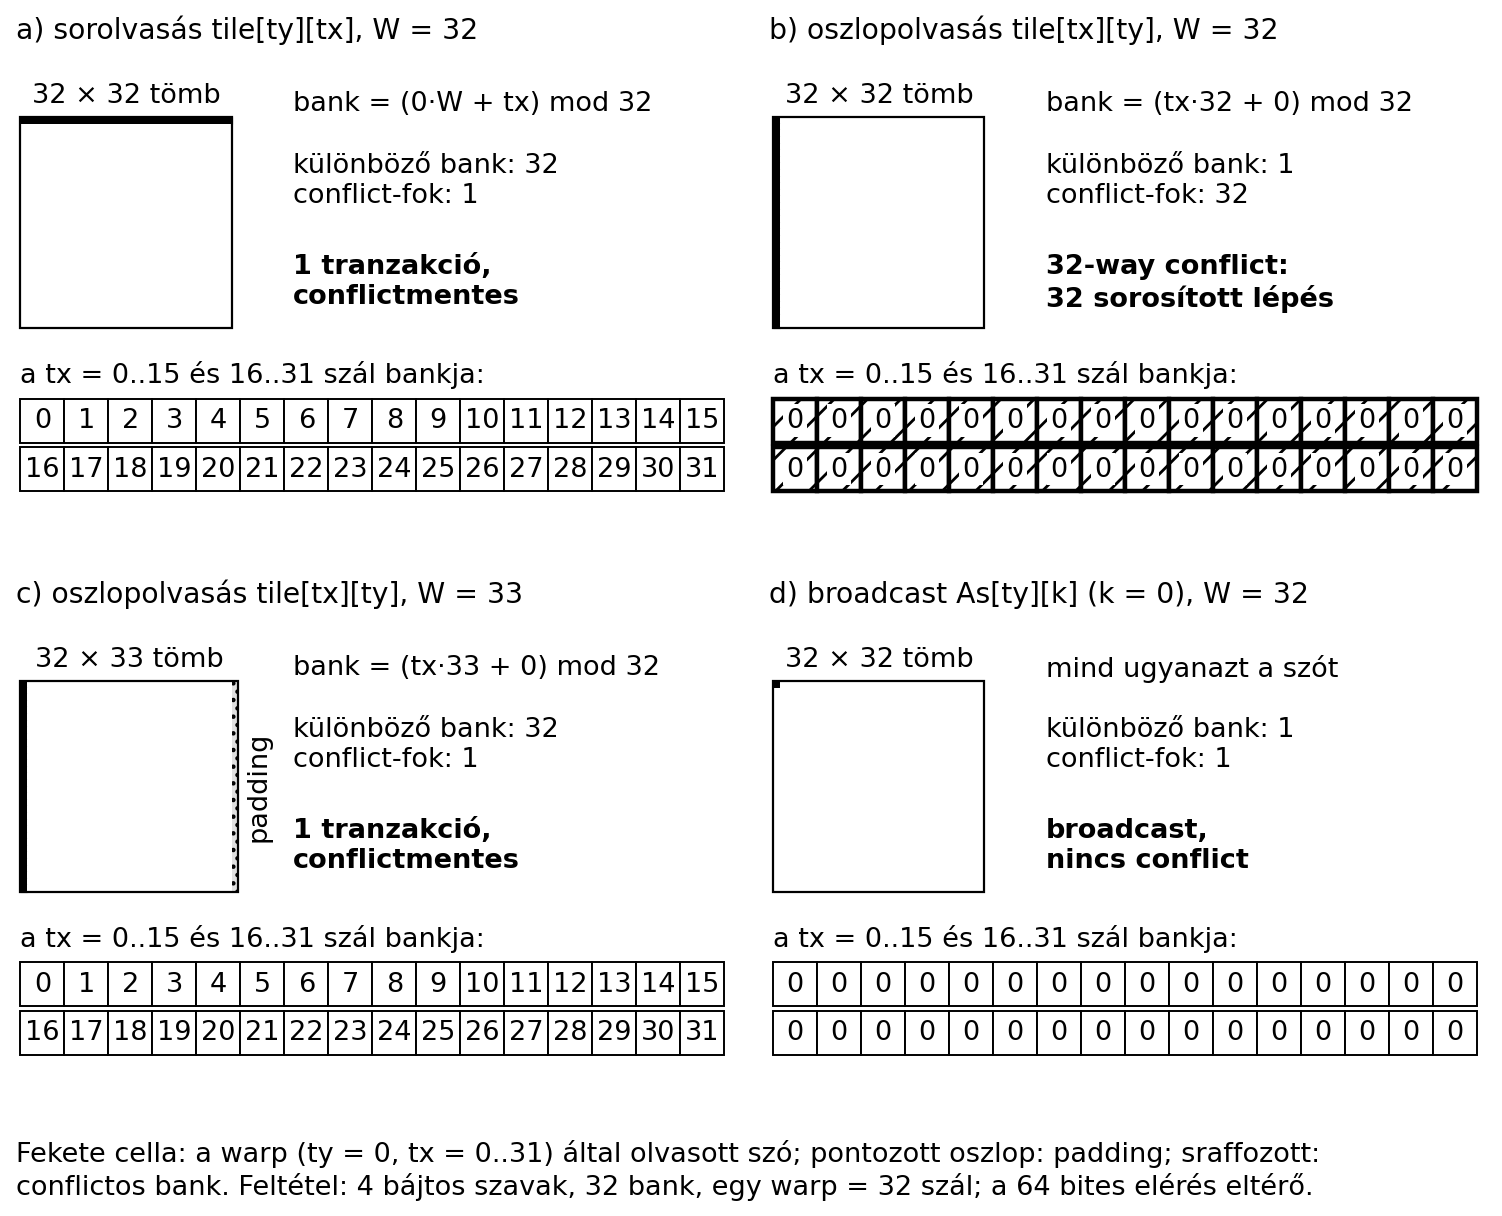 a) sorolvasás tile[ty][tx], W = 32
32 × 32 tömb
bank = (0·W + tx) mod 32
különböző bank: 32
conflict-fok: 1
1 tranzakció,
conflictmentes
a tx = 0..15 és 16..31 szál bankja:
0 1 2 3 4 5 6 7 8 9 10 11 12 13 14 15
16 17 18 19 20 21 22 23 24 25 26 27 28 29 30 31
b) oszlopolvasás tile[tx][ty], W = 32
32 × 32 tömb
bank = (tx·32 + 0) mod 32
különböző bank: 1
conflict-fok: 32
32-way conflict:
32 sorosított lépés
a tx = 0..15 és 16..31 szál bankja:
0 0 0 0 0 0 0 0 0 0 0 0 0 0 0 0
0 0 0 0 0 0 0 0 0 0 0 0 0 0 0 0
c) oszlopolvasás tile[tx][ty], W = 33
32 × 33 tömb
padding
bank = (tx·33 + 0) mod 32
különböző bank: 32
conflict-fok: 1
1 tranzakció,
conflictmentes
a tx = 0..15 és 16..31 szál bankja:
0 1 2 3 4 5 6 7 8 9 10 11 12 13 14 15
16 17 18 19 20 21 22 23 24 25 26 27 28 29 30 31
d) broadcast As[ty][k] (k = 0), W = 32
32 × 32 tömb
mind ugyanazt a szót
különböző bank: 1
conflict-fok: 1
broadcast,
nincs conflict
a tx = 0..15 és 16..31 szál bankja:
0 0 0 0 0 0 0 0 0 0 0 0 0 0 0 0
0 0 0 0 0 0 0 0 0 0 0 0 0 0 0 0
Fekete cella: a warp (ty = 0, tx = 0..31) által olvasott szó; pontozott oszlop: padding; sraffozott:
conflictos bank. Feltétel: 4 bájtos szavak, 32 bank, egy warp = 32 szál; a 64 bites elérés eltérő.